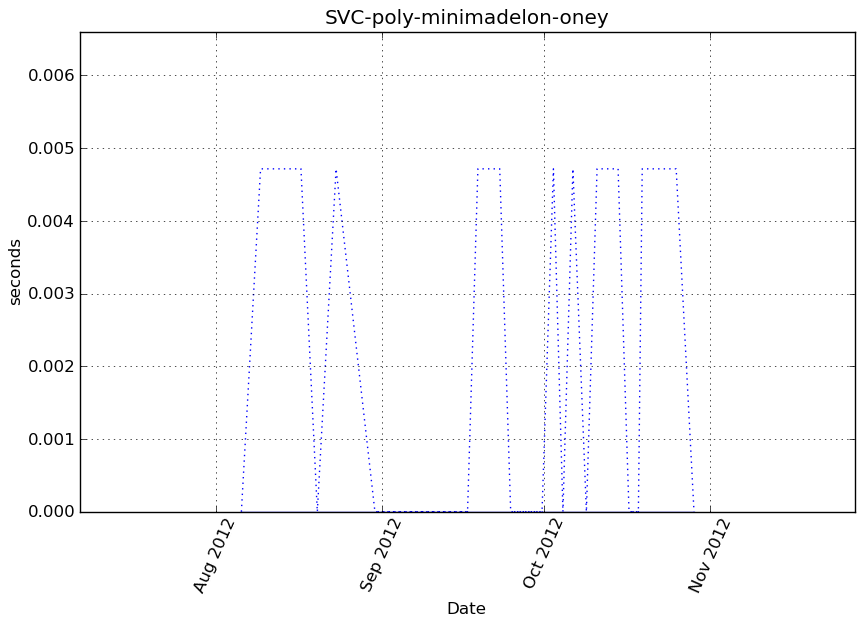 SVC-poly-minimadelon-oney
0.006
0.005
0.004
0.003
0.002
0.001
0.000
seconds
Aug 2012
Sep 2012
Oct 2012
Nov 2012
Date